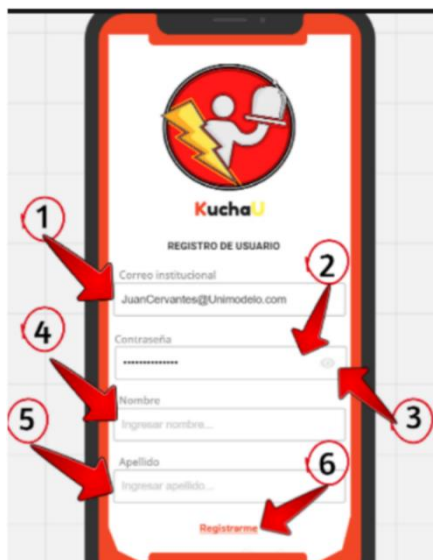 KuchaU
1
REGISTRO DE USUARIO
2
Correo institucional
JuanCervantes@Unimodelo.com
4
Contraseña
••••••••••••••
3
Nombre
Ingresar nombre...
5
Apellido
6
Ingresar apellido...
Registrarme